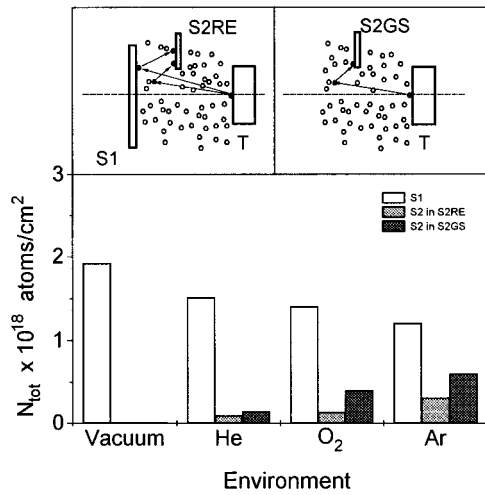 S2RE
S2GS
S1
T
T
3
S1
S2 in S2RE
S2 in S2GS
2
1
0
N_tot x 10^18 atoms/cm^2
Vacuum
He
O_2
Ar
Environment